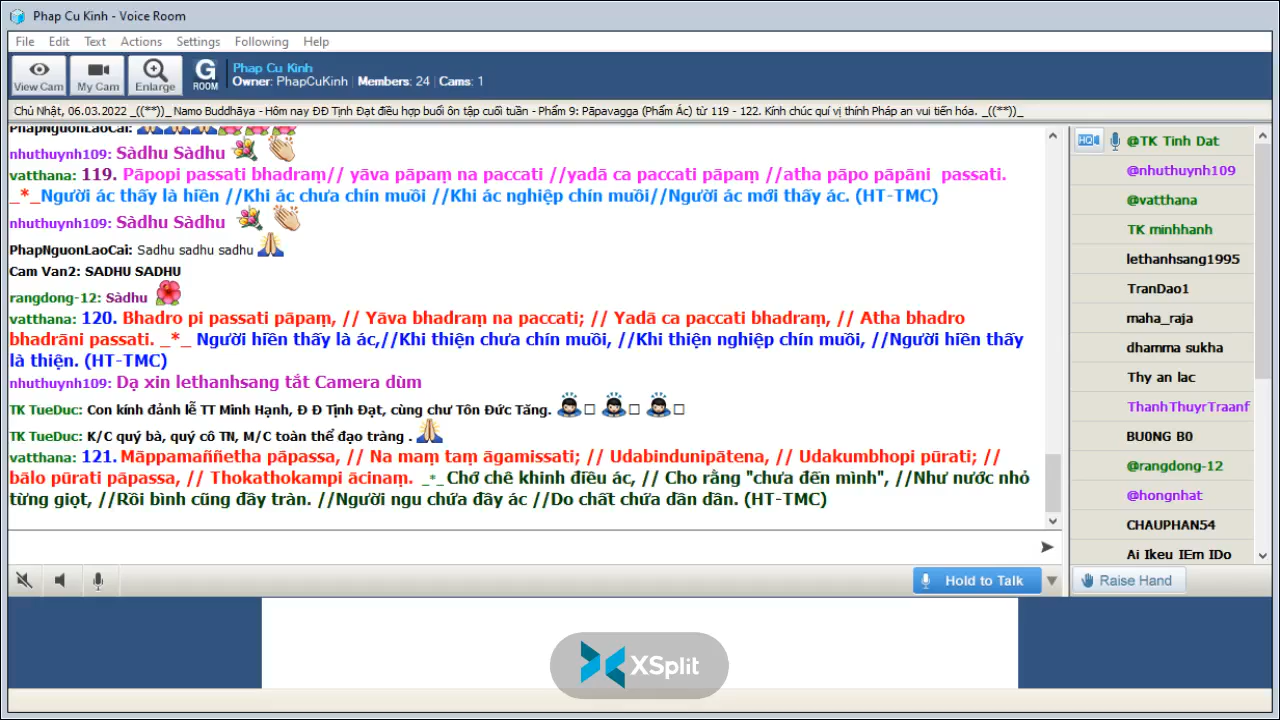 Phap Cu Kinh - Voice Room
File Edit Text Actions Settings Following Help
View Cam My Cam Enlarge G ROOM
Phap Cu Kinh
Owner: PhapCuKinh | Members: 24 | Cams: 1
Chủ Nhật, 06.03.2022 _((**))_ Namo Buddhāya - Hôm nay ĐĐ Tịnh Đạt điều hợp buổi ôn tập cuối tuần - Phẩm 9: Pāpavagga (Phẩm Ác) từ 119 - 122. Kính chúc quí vị thính Pháp an vui tiến hóa. _((**))_
PhapNguonLaoCai:
nhuthuynh109: Sàdhu Sàdhu
vatthana: 119. Pāpopi passati bhadraṃ// yāva pāpaṃ na paccati //yadā ca paccati pāpaṃ //atha pāpo pāpāni passati.
_*_Người ác thấy là hiền //Khi ác chưa chín muồi //Khi ác nghiệp chín muồi//Người ác mới thấy ác. (HT-TMC)
nhuthuynh109: Sàdhu Sàdhu
PhapNguonLaoCai: Sadhu sadhu sadhu
Cam Van2: SADHU SADHU
rangdong-12: Sàdhu
vatthana: 120. Bhadro pi passati pāpaṃ, // Yāva bhadraṃ na paccati; // Yadā ca paccati bhadraṃ, // Atha bhadro
bhadrāni passati. _*_ Người hiền thấy là ác,//Khi thiện chưa chín muồi, //Khi thiện nghiệp chín muồi, //Người hiền thấy
là thiện. (HT-TMC)
nhuthuynh109: Dạ xin lethanhsang tắt Camera dùm
TK TueDuc: Con kính đảnh lễ TT Minh Hạnh, Đ Đ Tịnh Đạt, cùng chư Tôn Đức Tăng.
TK TueDuc: K/C quý bà, quý cô TN, M/C toàn thể đạo tràng .
vatthana: 121. Māppamaññetha pāpassa, // Na maṃ taṃ āgamissati; // Udabindunipātena, // Udakumbhopi pūrati; //
bālo pūrati pāpassa, // Thokathokampi ācinaṃ. _*_ Chớ chê khinh điều ác, // Cho rằng "chưa đến mình", //Như nước nhỏ
từng giọt, //Rồi bình cũng đầy tràn. //Người ngu chứa đầy ác //Do chất chứa dần dần. (HT-TMC)
Hold to Talk
HD
@TK Tinh Dat
@nhuthuynh109
@vatthana
TK minhhanh
lethanhsang1995
TranDao1
maha_raja
dhamma sukha
Thy an lac
ThanhThuyrTraanf
BU0NG B0
@rangdong-12
@hongnhat
CHAUPHAN54
Ai Ikeu IEm IDo
Raise Hand
XSplit